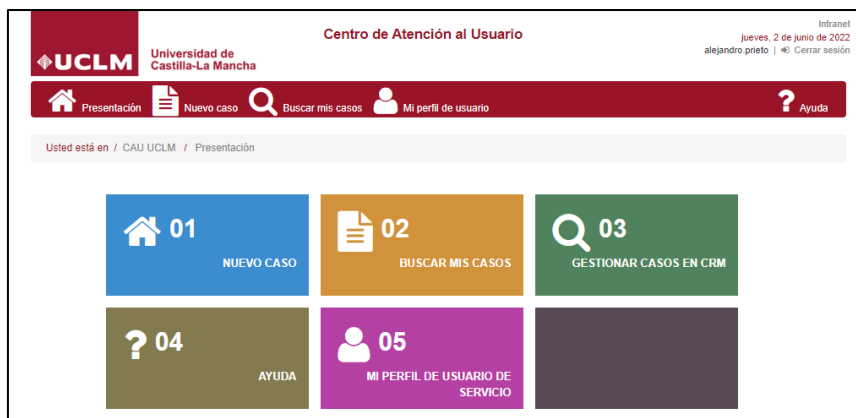 Intranet
Centro de Atención al Usuario
jueves, 2 de junio de 2022
alejandro.prieto | Cerrar sesión
UCLM
Universidad de
Castilla-La Mancha
Presentación Nuevo caso Buscar mis casos Mi perfil de usuario ? Ayuda
Usted está en / CAU UCLM / Presentación
01
NUEVO CASO
02
BUSCAR MIS CASOS
03
GESTIONAR CASOS EN CRM
? 04
AYUDA
05
MI PERFIL DE USUARIO DE
SERVICIO